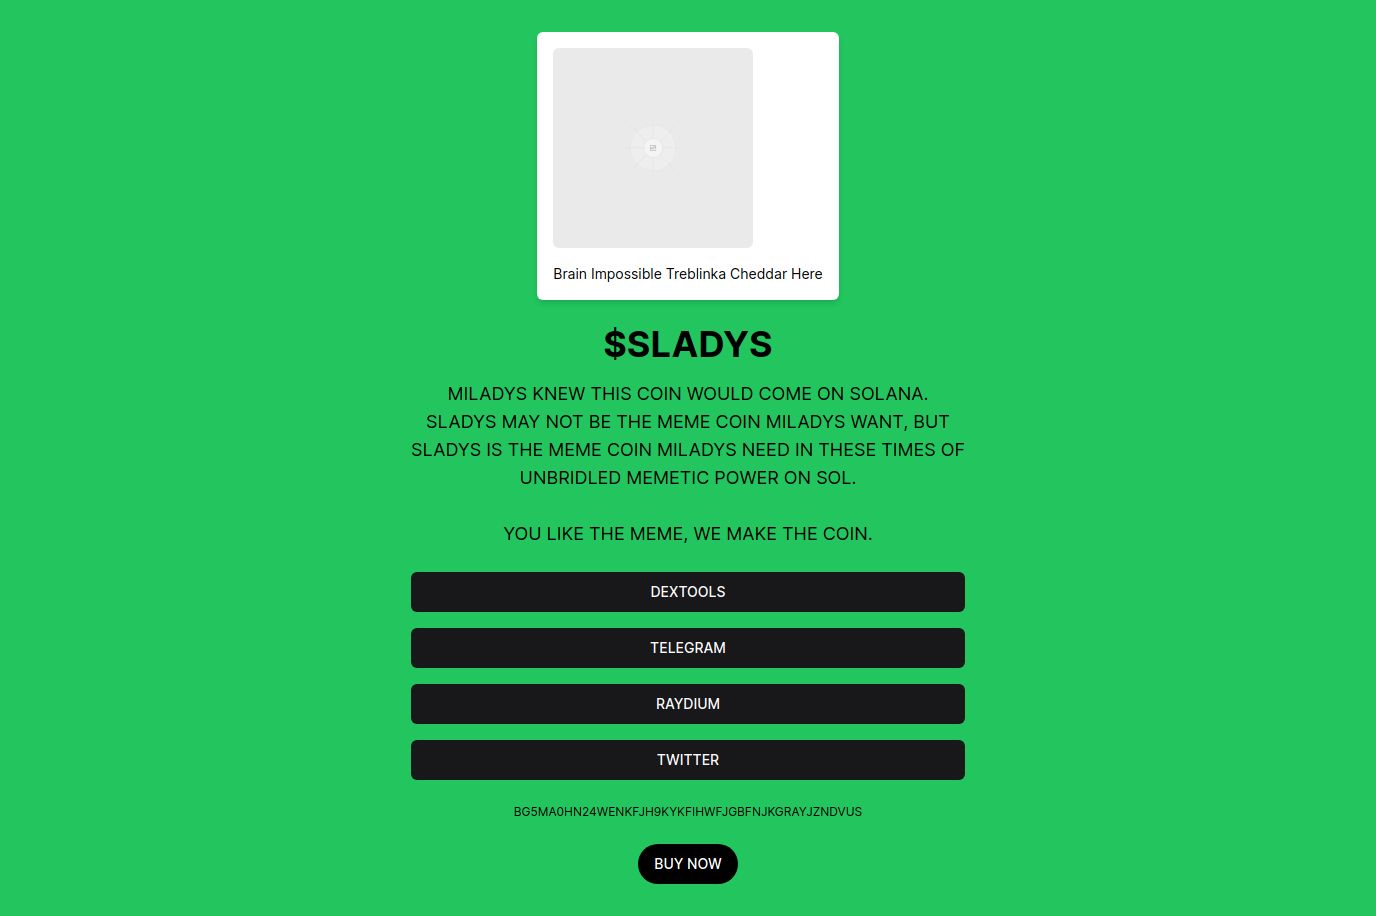 Brain Impossible Treblinka Cheddar Here
$SLADYS
MILADYS KNEW THIS COIN WOULD COME ON SOLANA.
SLADYS MAY NOT BE THE MEME COIN MILADYS WANT, BUT
SLADYS IS THE MEME COIN MILADYS NEED IN THESE TIMES OF
UNBRIDLED MEMETIC POWER ON SOL.
YOU LIKE THE MEME, WE MAKE THE COIN.
DEXTOOLS
TELEGRAM
RAYDIUM
TWITTER
BG5MA0HN24WENKFJH9KYKFIHWFJGBFNJKGRAYJZNDVUS
BUY NOW